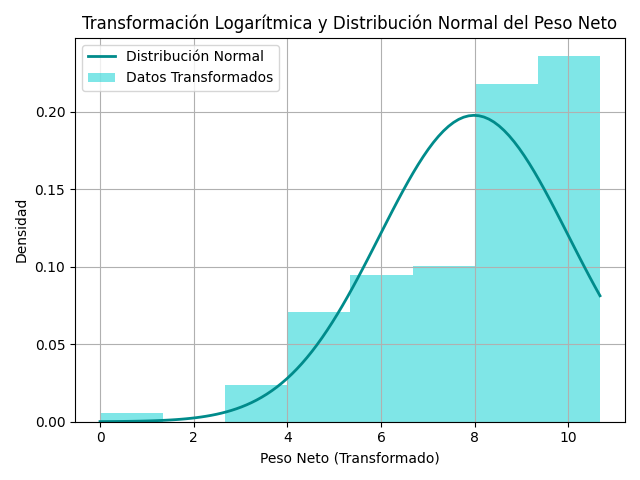 Transformación Logarítmica y Distribución Normal del Peso Neto
Distribución Normal
Datos Transformados
Densidad
0.20
0.15
0.10
0.05
0.00
0 2 4 6 8 10
Peso Neto (Transformado)